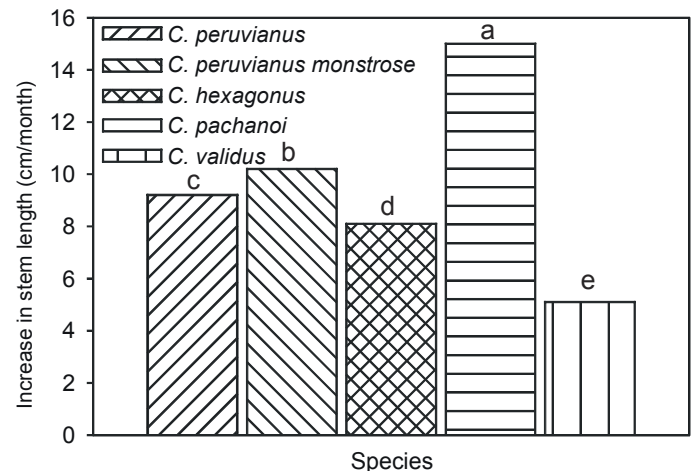 Increase in stem length (cm/month)
16
14
12
10
8
6
4
2
0
C. peruvianus
C. peruvianus monstrose
C. hexagonus
C. pachanoi
C. validus
c
b
d
a
e
Species